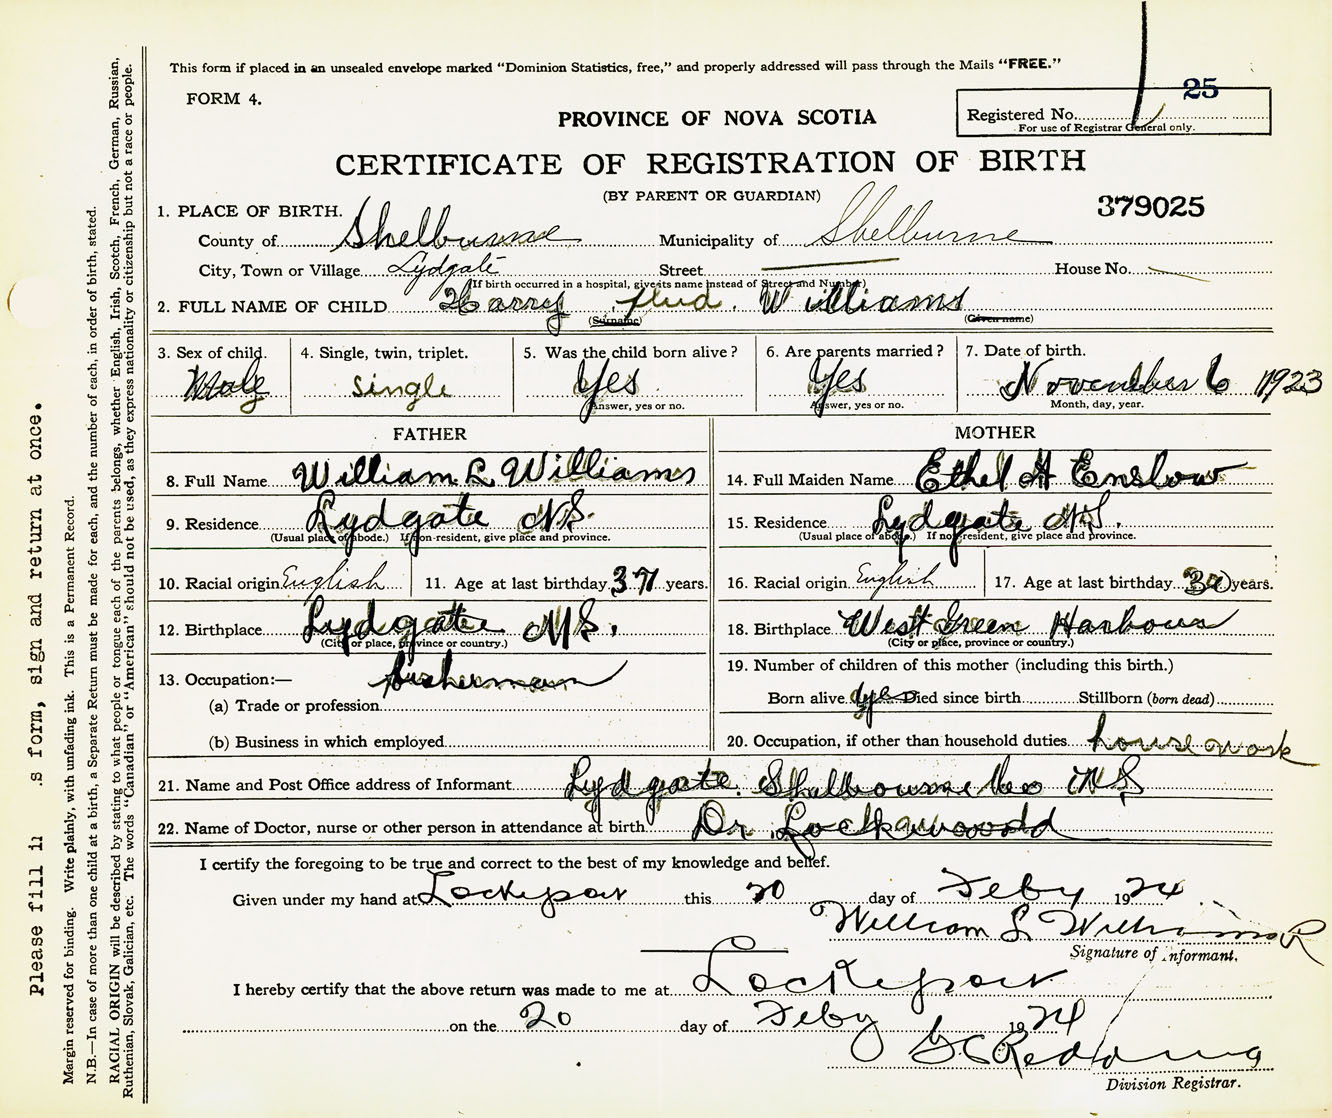 This form if placed in an unsealed envelope marked "Dominion Statistics, free," and properly addressed will pass through the Mails "FREE."
FORM 4.
25
PROVINCE OF NOVA SCOTIA
Registered No.
For use of Registrar General only.
CERTIFICATE OF REGISTRATION OF BIRTH
(BY PARENT OR GUARDIAN)
379025
1. PLACE OF BIRTH.
County of Shelburne Municipality of Shelburne
City, Town or Village Lydgate Street House No.
(If birth occurred in a hospital, give its name instead of Street and Number)
2. FULL NAME OF CHILD Harry Williams
(Surname) (Given name)
3. Sex of child. 4. Single, twin, triplet. 5. Was the child born alive? 6. Are parents married? 7. Date of birth.
Male single Yes Yes November 6 1923
Answer, yes or no. Answer, yes or no. Month, day, year.
FATHER MOTHER
8. Full Name William L Williams 14. Full Maiden Name Ethel A Enslow
9. Residence Lydgate NS. 15. Residence Lydgate NS.
(Usual place of abode.) If non-resident, give place and province. (Usual place of abode.) If non-resident, give place and province.
10. Racial origin English 11. Age at last birthday years. 16. Racial origin English 17. Age at last birthday years.
12. Birthplace Lydgate NS. 18. Birthplace West Green Harbour
(City or place, province or country.) (City or place, province or country.)
13. Occupation:— fisherman 19. Number of children of this mother (including this birth.)
(a) Trade or profession Born alive Died since birth Stillborn (born dead)
(b) Business in which employed 20. Occupation, if other than household duties housework
21. Name and Post Office address of Informant Lydgate Shelbourne Co NS
22. Name of Doctor, nurse or other person in attendance at birth. Dr Lockawoodd
I certify the foregoing to be true and correct to the best of my knowledge and belief.
Given under my hand at Lockeport this 20 day of Feby 1924
William L Williams
Signature of Informant.
I hereby certify that the above return was made to me at Lockeport
on the 20 day of Feby 1924
Redding
Division Registrar.
Please fill in s form, sign and return at once.
Margin reserved for binding. Write plainly, with unfading ink. This is a Permanent Record.
N.B.—In case of more than one child at a birth, a Separate Return must be made for each, and the number of each, in order of birth, stated.
RACIAL ORIGIN will be described by stating to what people or tongue each of the parents belongs, whether English, Irish, Scotch, French, German, Russian,
Ruthenian, Slovak, Galician, etc. The words "Canadian" or "American" should not be used, as they express nationality or citizenship but not a race or people.